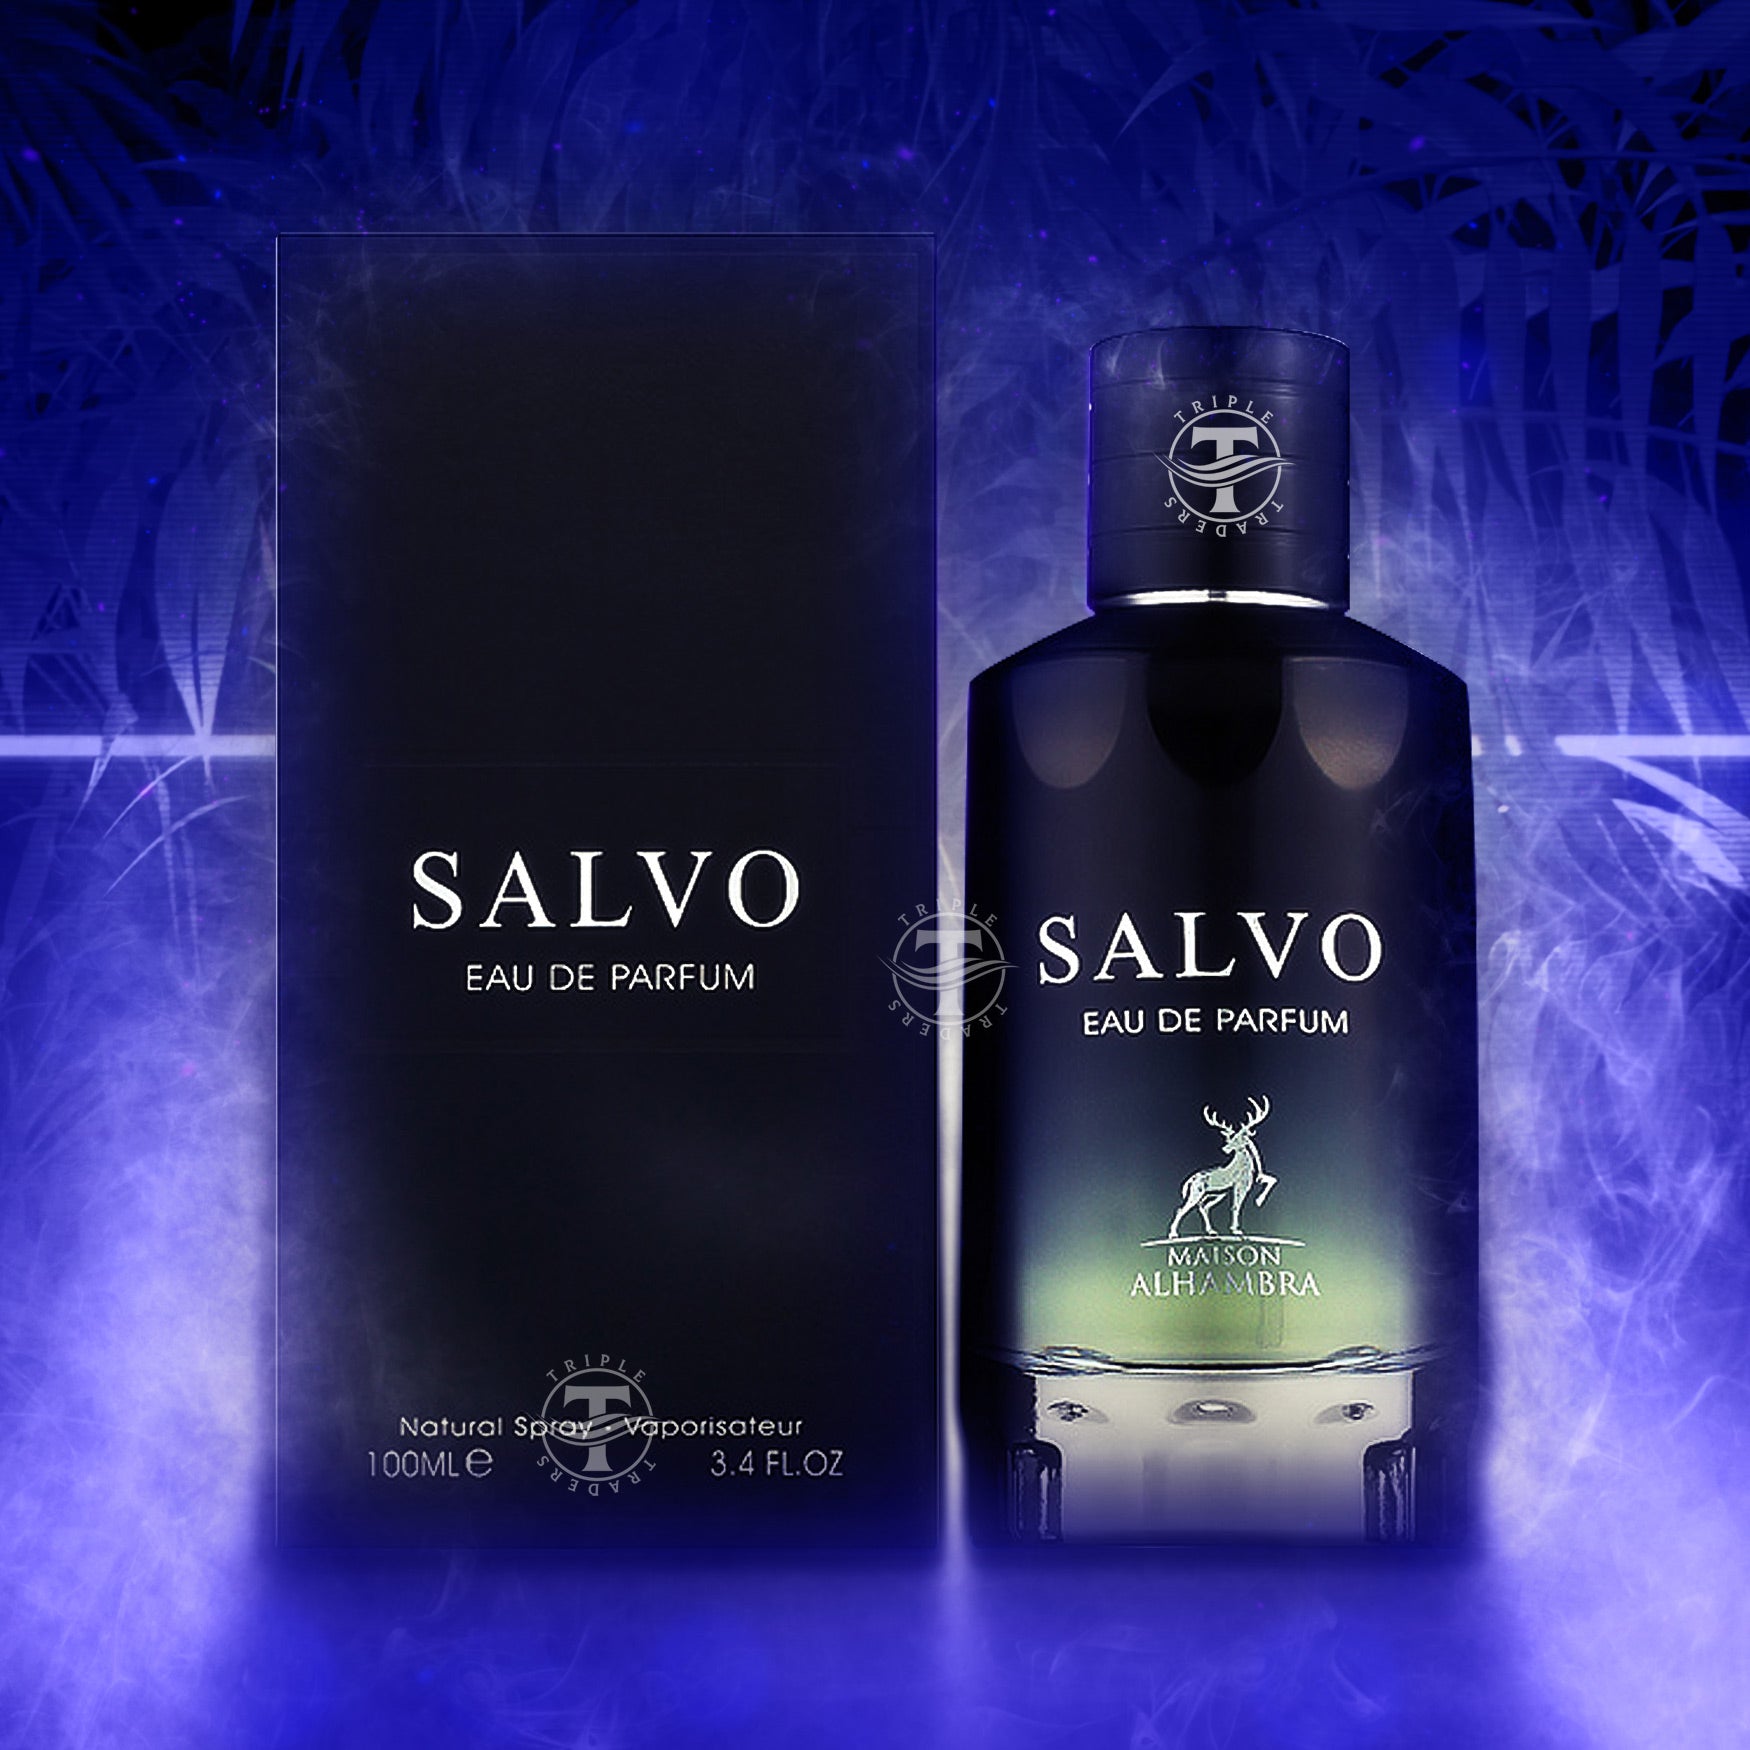 TRIPLE
T
TRADERS
SALVO
EAU DE PARFUM
TRIPLE
T
TRADERS
SALVO
EAU DE PARFUM
MAISON
ALHAMBRA
TRIPLE
T
TRADERS
Natural Spray · Vaporisateur
100ML e 3.4 FL.OZ